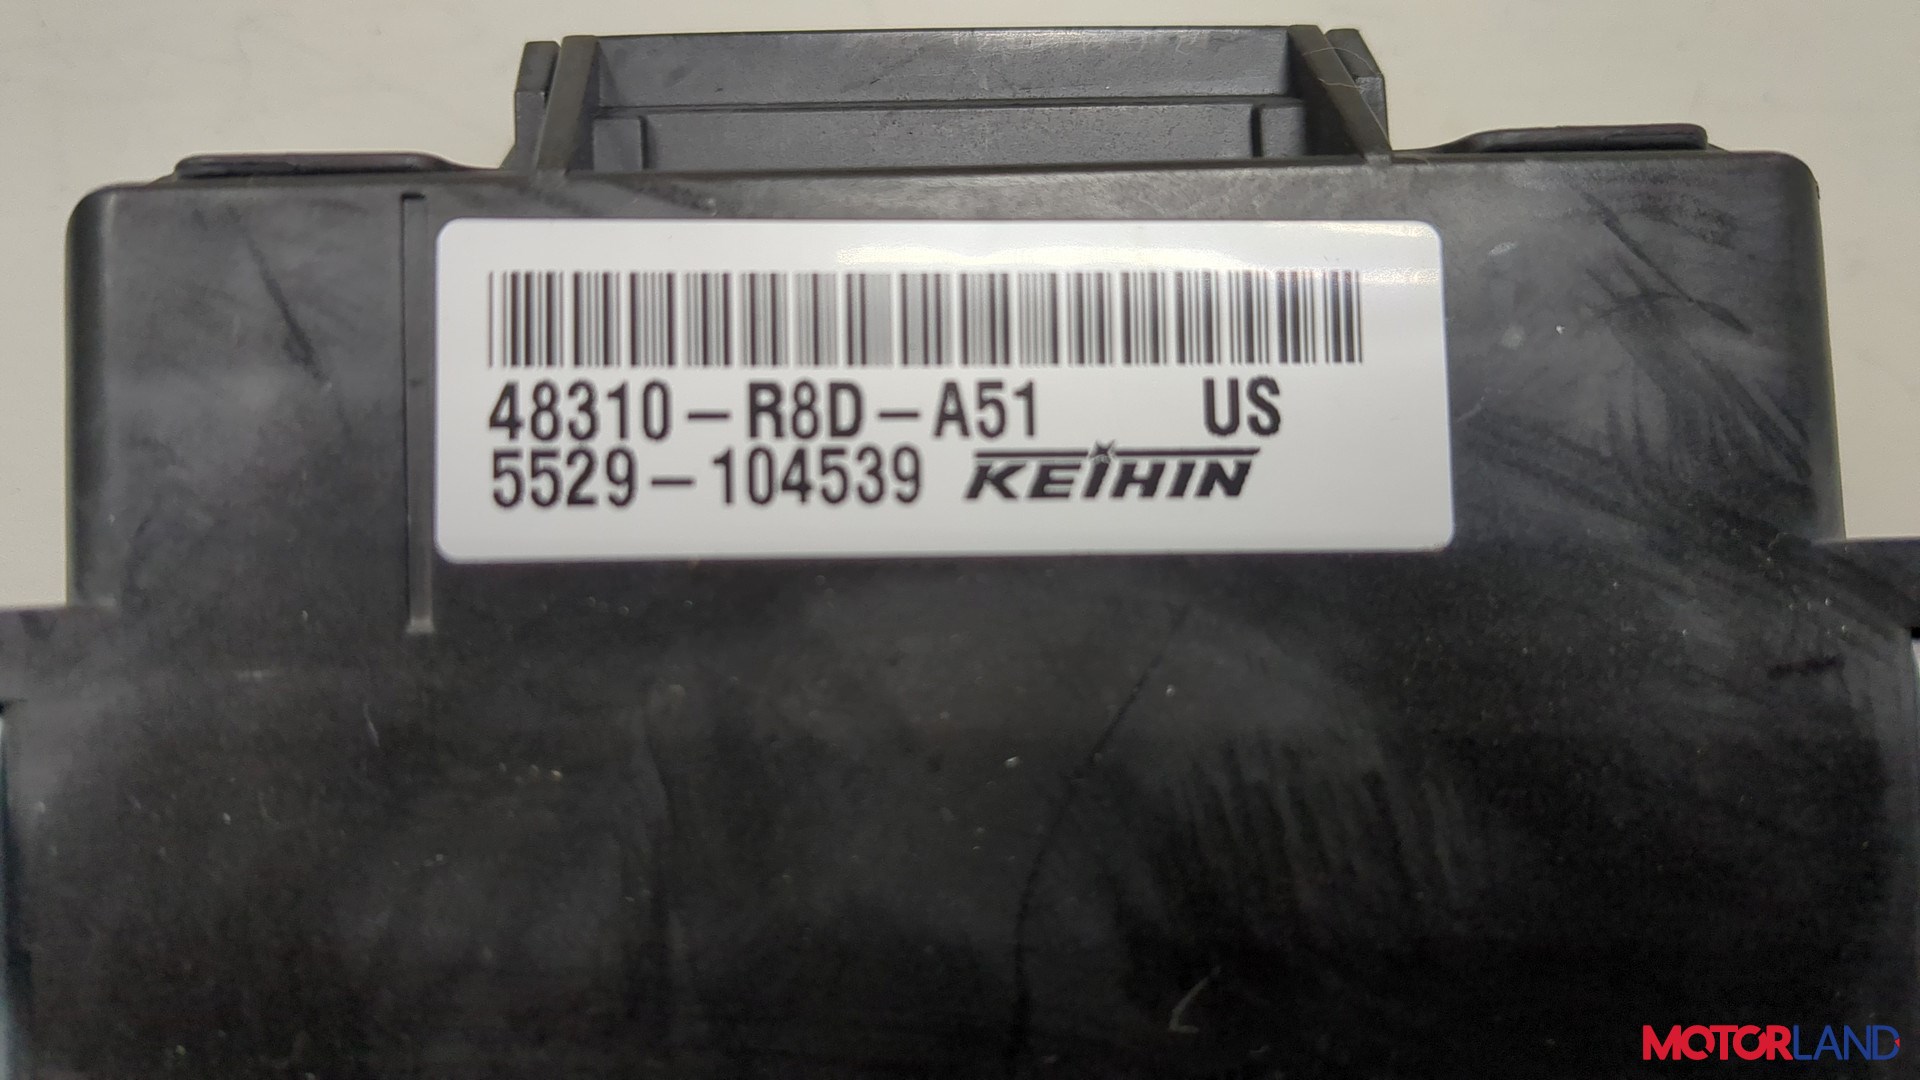 48310-R8D-A51 US
5529-104539 KEIHIN
MOTORLAND